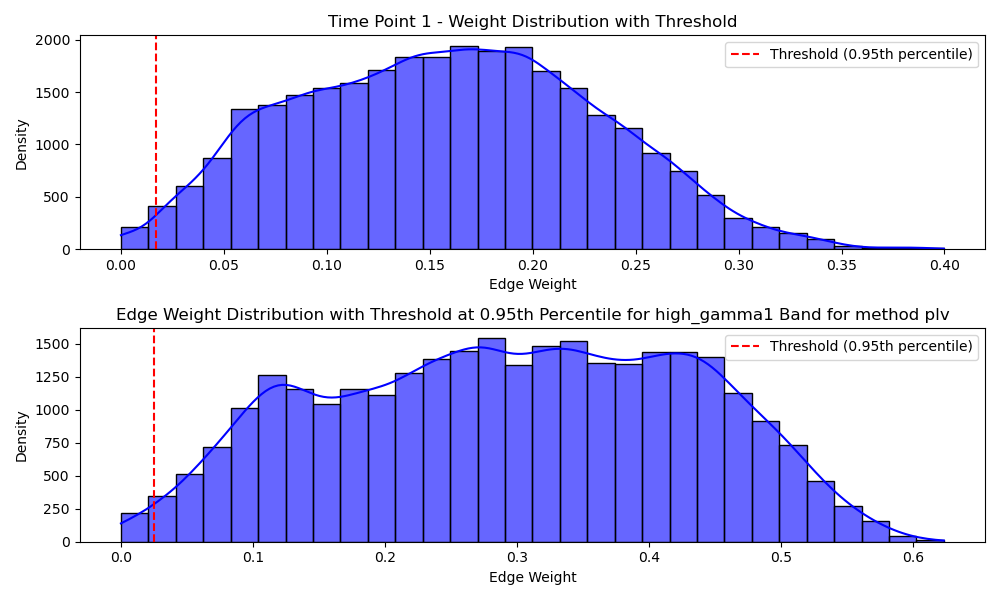 Time Point 1 - Weight Distribution with Threshold
2000
1500
1000
500
0
Density
Threshold (0.95th percentile)
0.00 0.05 0.10 0.15 0.20 0.25 0.30 0.35 0.40
Edge Weight
Edge Weight Distribution with Threshold at 0.95th Percentile for high_gamma1 Band for method plv
1500
1250
1000
750
500
250
0
Density
Threshold (0.95th percentile)
0.0 0.1 0.2 0.3 0.4 0.5 0.6
Edge Weight